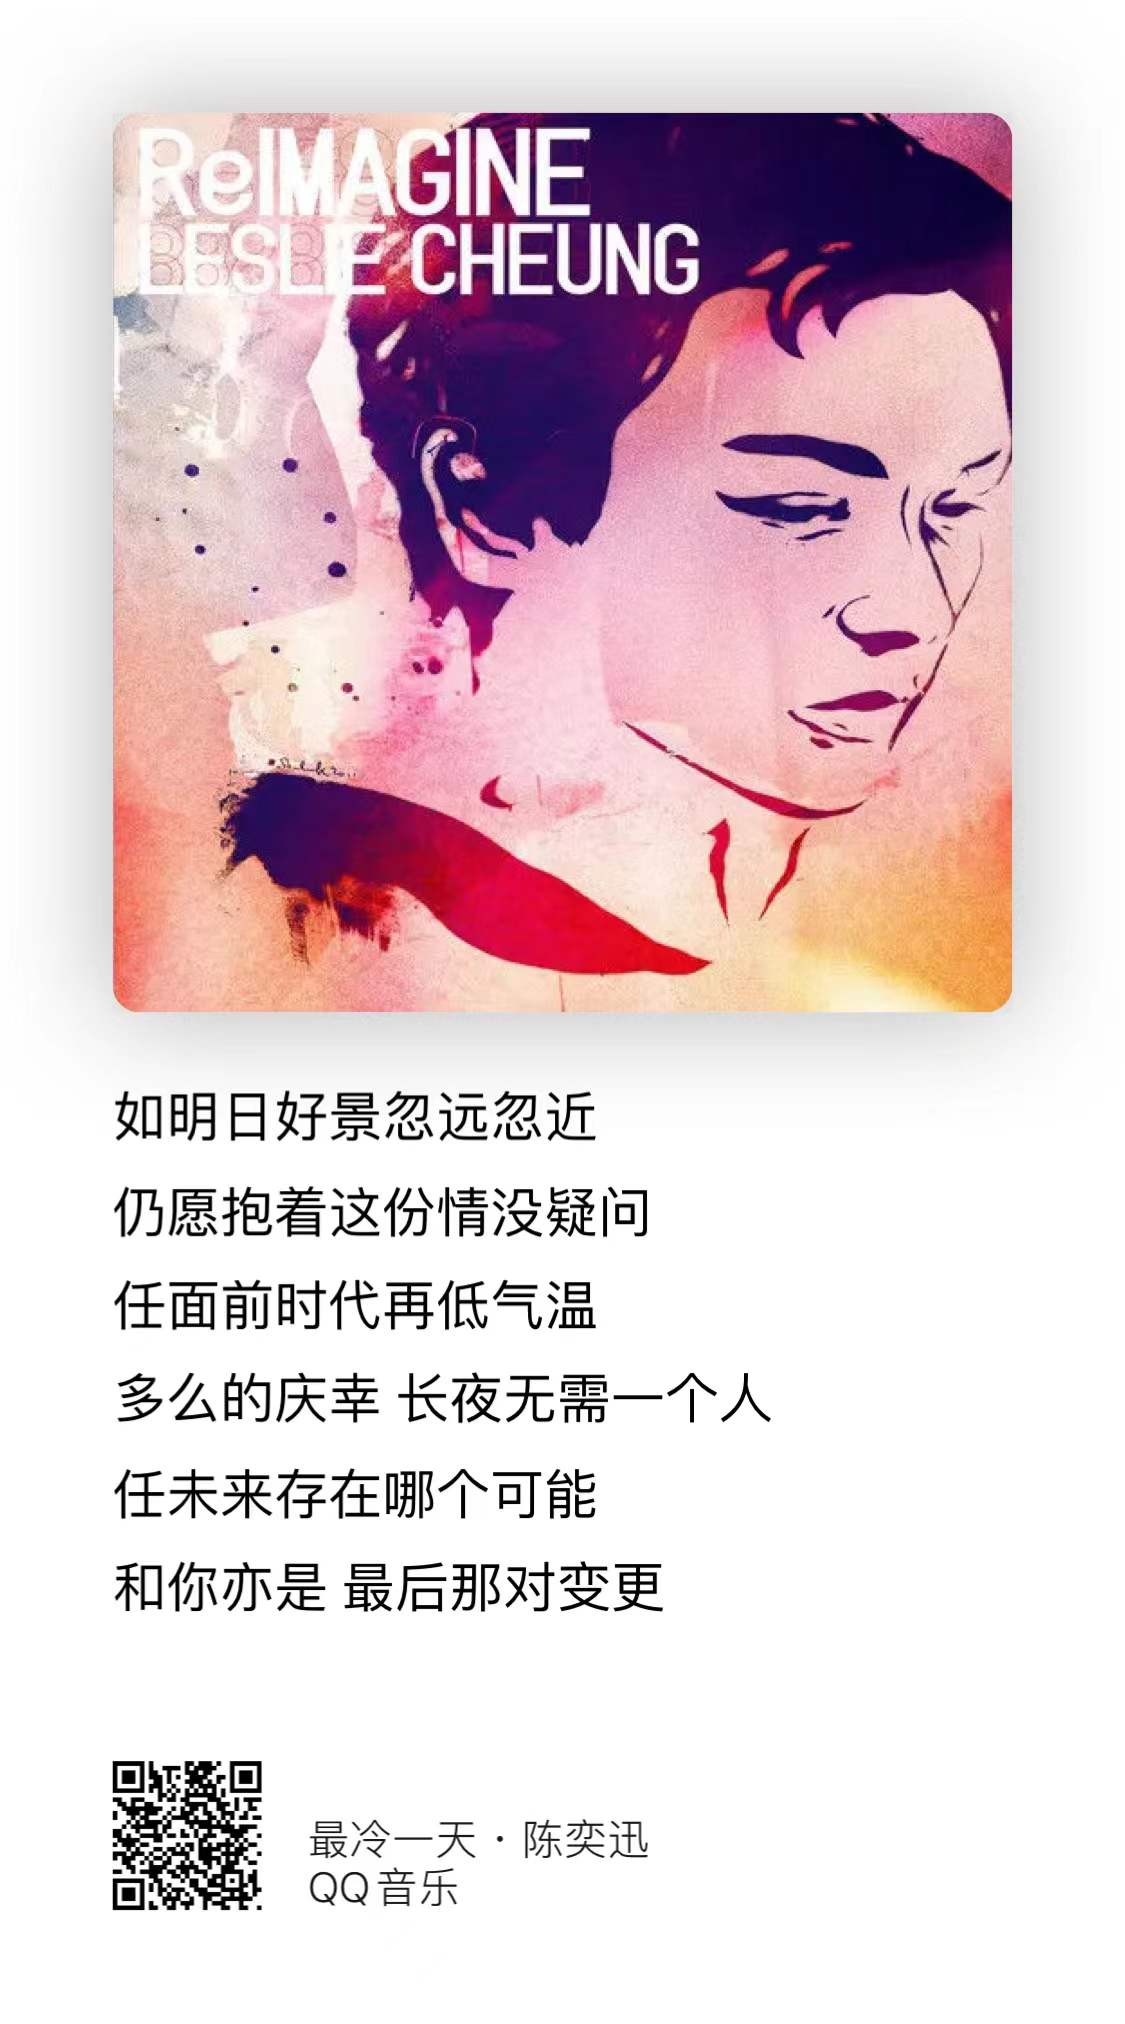 ReIMAGINE
LESLIE CHEUNG
如明日好景忽远忽近
仍愿抱着这份情没疑问
任面前时代再低气温
多么的庆幸 长夜无需一个人
任未来存在哪个可能
和你亦是 最后那对变更
最冷一天·陈奕迅
QQ音乐